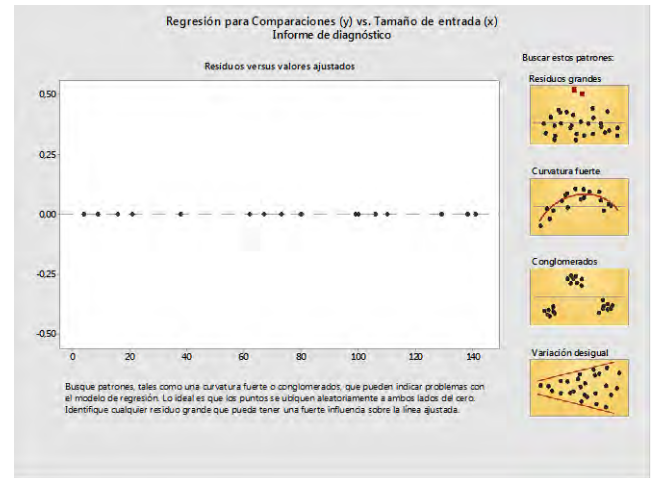 Regresión para Comparaciones (y) vs. Tamaño de entrada (x)
Informe de diagnóstico
Residuos versus valores ajustados
0,50
0,25
0,00
-0,25
-0,50
0
20
40
60
80
100
120
140
Busque patrones, tales como una curvatura fuerte o conglomerados, que pueden indicar problemas con
el modelo de regresión. Lo ideal es que los puntos se ubiquen aleatoriamente a ambos lados del cero.
Identifique cualquier residuo grande que pueda tener una fuerte influencia sobre la línea ajustada.
Buscar estos patrones:
Residuos grandes
Curvatura fuerte
Conglomerados
Variación desigual